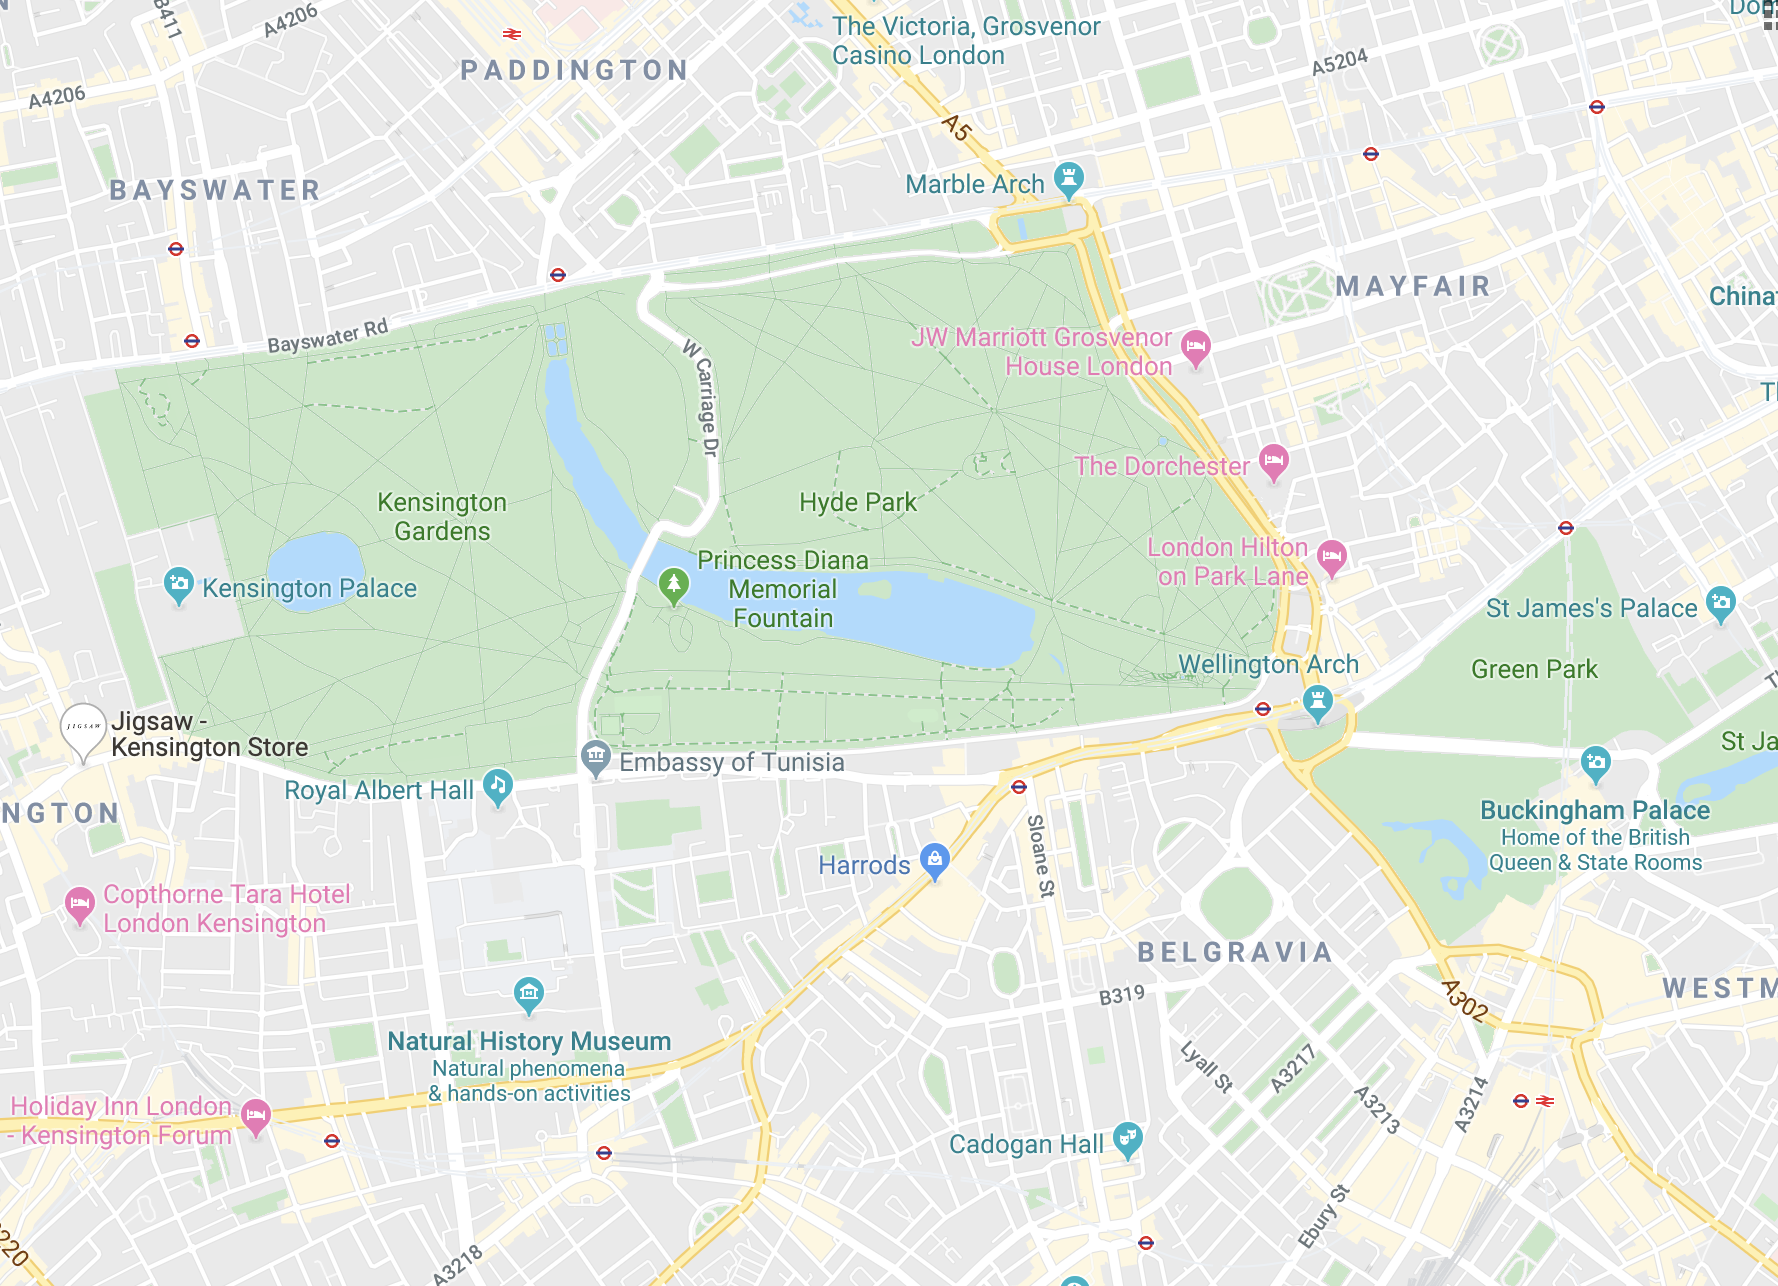 B411
A4206
The Victoria, Grosvenor
Casino London
PADDINGTON
A5204
A4206
A5
Marble Arch
BAYSWATER
MAYFAIR
China
Bayswater Rd
JW Marriott Grosvenor
House London
W Carriage Dr
The Dorchester
Kensington
Gardens
Hyde Park
London Hilton
on Park Lane
Princess Diana
Memorial
Fountain
Kensington Palace
St James's Palace
Wellington Arch
Green Park
JIGSAW
Jigsaw -
Kensington Store
St Ja
Embassy of Tunisia
Royal Albert Hall
NGTON
Buckingham Palace
Home of the British
Queen & State Rooms
Harrods
Sloane St
Copthorne Tara Hotel
London Kensington
BELGRAVIA
B319
A302
WESTM
Natural History Museum
Natural phenomena
& hands-on activities
Lyall St
A3217
A3213
A3214
Holiday Inn London
- Kensington Forum
Cadogan Hall
Ebury St
A3218
220